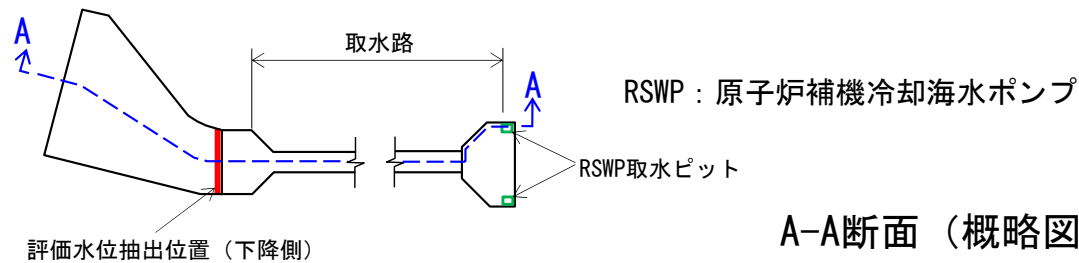 A
取水路
A
RSWP：原子炉補機冷却海水ポンプ
RSWP取水ピット
評価水位抽出位置（下降側）
A-A断面（概略図